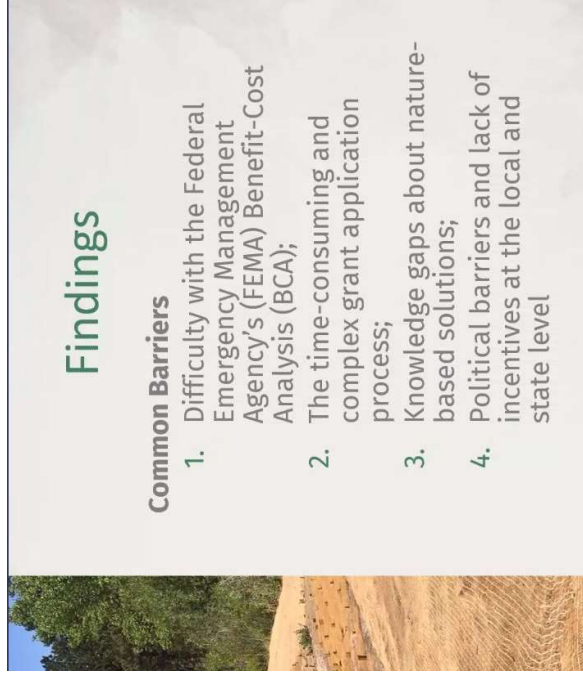 Findings
Common Barriers
1. Difficulty with the Federal
Emergency Management
Agency's (FEMA) Benefit-Cost
Analysis (BCA);
2. The time-consuming and
complex grant application
process;
3. Knowledge gaps about nature-
based solutions;
4. Political barriers and lack of
incentives at the local and
state level